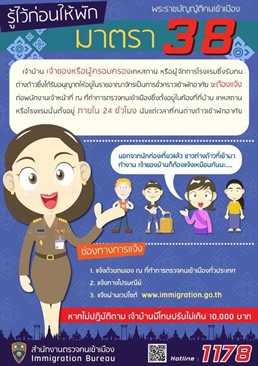 รู้ไว้ก่อนให้พัก
พระราชบัญญัติคนเข้าเมือง
มาตรา 38
เจ้าบ้าน เจ้าของหรือผู้ครอบครองเคหสถาน หรือผู้จัดการโรงแรมซึ่งรับคน
ต่างด้าวซึ่งได้รับอนุญาตให้อยู่ในราชอาณาจักรเป็นการชั่วคราวเข้าพักอาศัย จะต้องแจ้ง
ต่อพนักงานเจ้าหน้าที่ ณ ที่ทำการตรวจคนเข้าเมืองซึ่งตั้งอยู่ในท้องที่ที่บ้าน เคหสถาน
หรือโรงแรมนั้นตั้งอยู่ ภายใน 24 ชั่วโมง นับแต่เวลาที่คนต่างด้าวเข้าพักอาศัย
นอกจากนักท่องเที่ยวแล้ว ชาวต่างด้าวที่เข้ามา
ทำงาน เจ้าของบ้านก็ต้องแจ้งเหมือนกันนะ....
ช่องทางการแจ้ง
1. แจ้งด้วยตนเอง ณ ที่ทำการตรวจคนเข้าเมืองทั่วประเทศ
2. แจ้งทางไปรษณีย์
3. แจ้งผ่านเวปไซต์ www.immigration.go.th
หากไม่ปฏิบัติตาม เจ้าบ้านมีโทษปรับไม่เกิน 10,000 บาท
สำนักงานตรวจคนเข้าเมือง
Immigration Bureau
Hotline : 1178